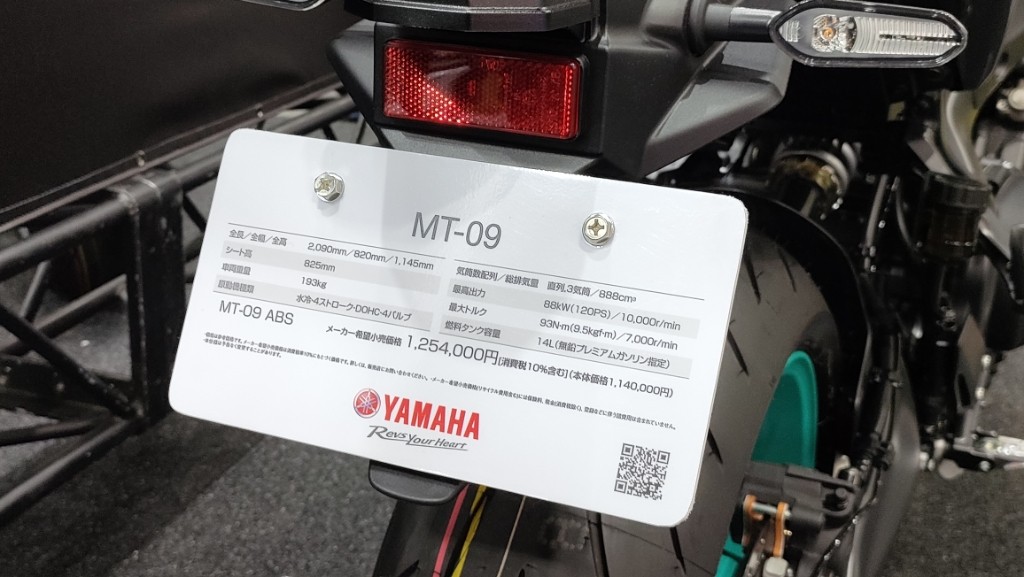 MT-09
全長/全幅/全高 2,090mm/820mm/1,145mm
シート高 825mm
車両重量 193kg
原動機種類 水冷・4ストローク・DOHC・4バルブ
気筒数配列/総排気量 直列,3気筒/888cm³
最高出力 88kW(120PS)/10,000r/min
最大トルク 93N・m(9.5kgf・m)/7,000r/min
燃料タンク容量 14L(無鉛プレミアムガソリン指定)
MT-09 ABS メーカー希望小売価格 1,254,000円[消費税10%含む](本体価格1,140,000円)
YAMAHA
Revs Your Heart